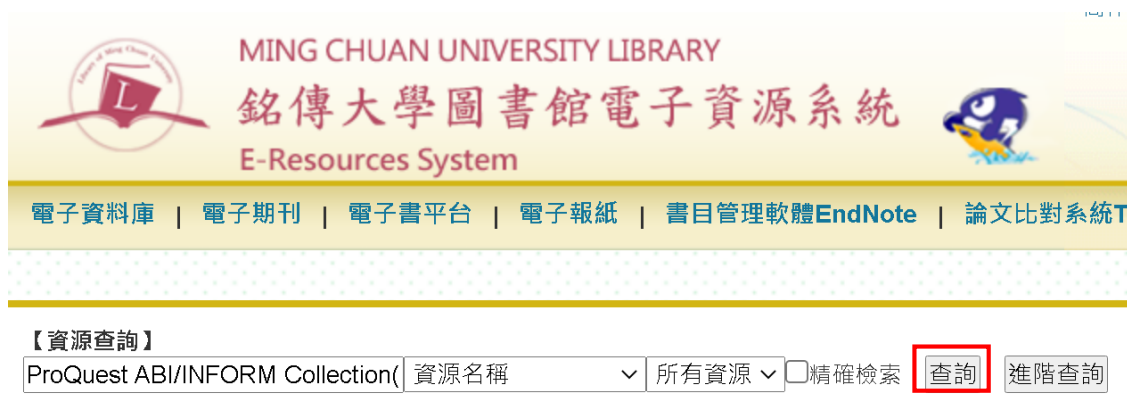 MING CHUAN UNIVERSITY LIBRARY
銘傳大學圖書館電子資源系統
E-Resources System
L
電子資料庫 | 電子期刊 | 電子書平台 | 電子報紙 | 書目管理軟體EndNote | 論文比對系統T
【資源查詢】
ProQuest ABI/INFORM Collection( 資源名稱 所有資源 精確檢索 查詢 進階查詢